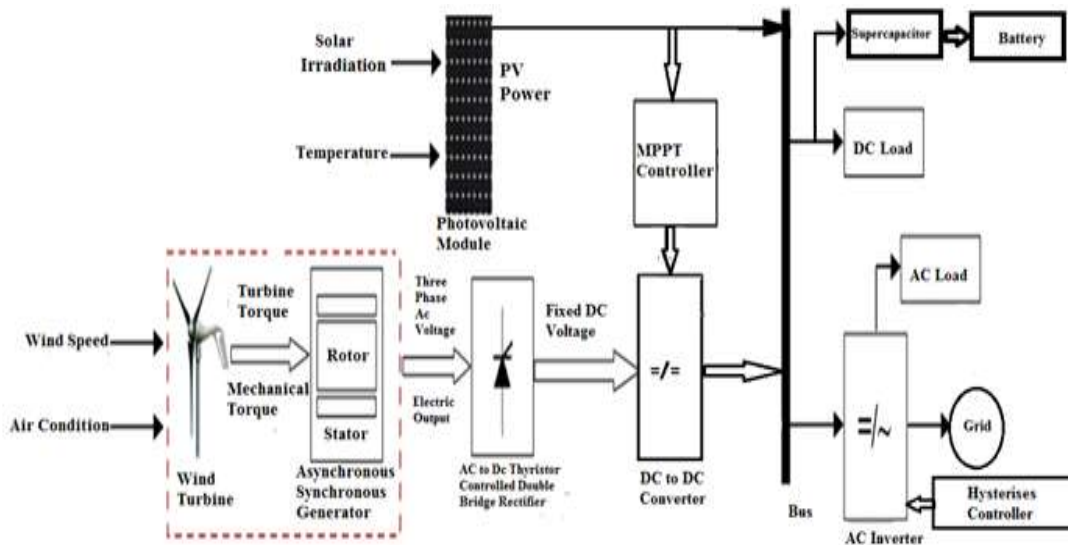 Solar
Irradiation
Temperature
PV
Power
Photovoltaic
Module
MPPT
Controller
Supercapacitor
Battery
DC Load
AC Load
Wind Speed
Air Condition
Wind
Turbine
Turbine
Torque
Mechanical
Torque
Rotor
Stator
Asynchronous
Synchronous
Generator
Three
Phase
Ac
Voltage
Electric
Output
AC to Dc Thyristor
Controlled Double
Bridge Rectifier
Fixed DC
Voltage
=/=
DC to DC
Converter
Bus
=/~
AC Inverter
Grid
Hysterises
Controller